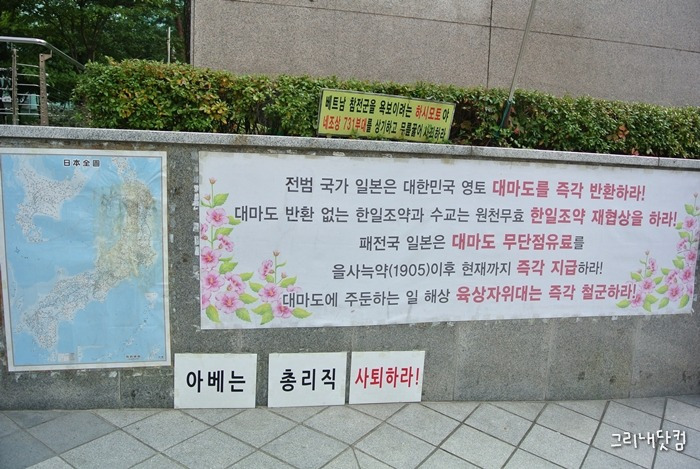 베트남 참전군을 욕보이려는 하시모토야
네조상 731부대를 상기하고 무릎꿇어 사죄하라
日本全圖
전범 국가 일본은 대한민국 영토 대마도를 즉각 반환하라!
대마도 반환 없는 한일조약과 수교는 원천무효 한일조약 재협상을 하라!
패전국 일본은 대마도 무단점유료를
을사늑약(1905)이후 현재까지 즉각 지급하라!
대마도에 주둔하는 일 해상 육상자위대는 즉각 철군하라!
아베는 총리직 사퇴하라!
그리내닷컴